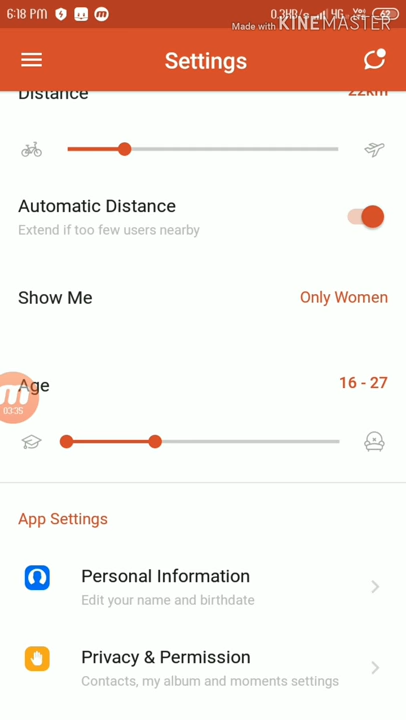 6:18 PM 0.3KB/s 4G 62
Made with KINEMASTER
Settings
Distance 22km
Automatic Distance
Extend if too few users nearby
Show Me Only Women
Age 16 - 27
03:35
App Settings
Personal Information
Edit your name and birthdate
Privacy & Permission
Contacts, my album and moments settings